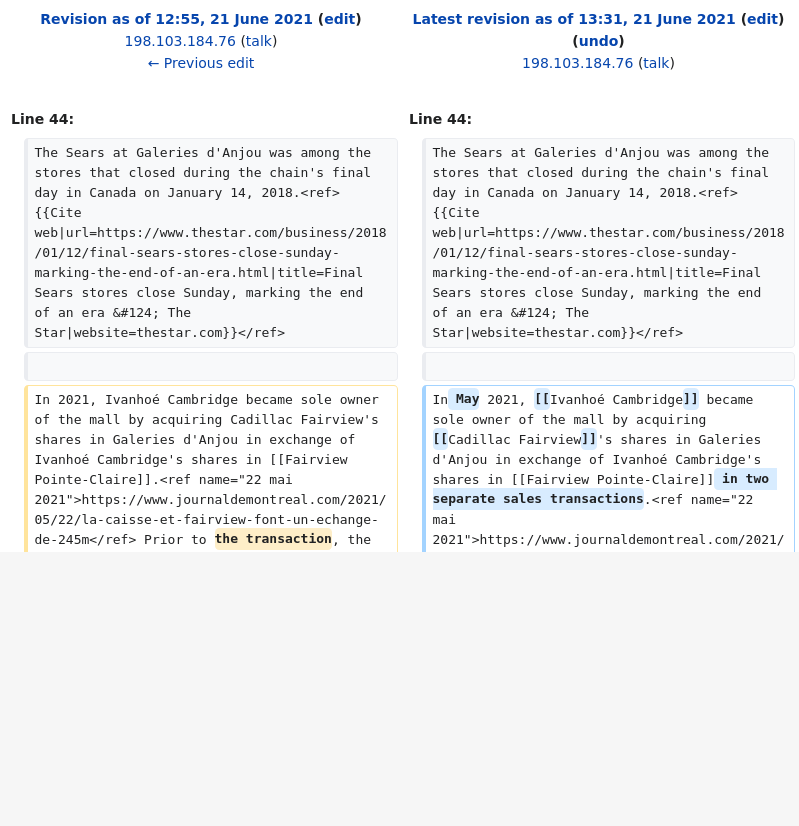 Revision as of 12:55, 21 June 2021 (edit)
198.103.184.76 (talk)
← Previous edit
Latest revision as of 13:31, 21 June 2021 (edit)
(undo)
198.103.184.76 (talk)
Line 44:
Line 44:
The Sears at Galeries d'Anjou was among the
stores that closed during the chain's final
day in Canada on January 14, 2018.<ref>
{{Cite
web|url=https://www.thestar.com/business/2018
/01/12/final-sears-stores-close-sunday-
marking-the-end-of-an-era.html|title=Final
Sears stores close Sunday, marking the end
of an era &#124; The
Star|website=thestar.com}}</ref>
The Sears at Galeries d'Anjou was among the
stores that closed during the chain's final
day in Canada on January 14, 2018.<ref>
{{Cite
web|url=https://www.thestar.com/business/2018
/01/12/final-sears-stores-close-sunday-
marking-the-end-of-an-era.html|title=Final
Sears stores close Sunday, marking the end
of an era &#124; The
Star|website=thestar.com}}</ref>
In 2021, Ivanhoé Cambridge became sole owner
of the mall by acquiring Cadillac Fairview's
shares in Galeries d'Anjou in exchange of
Ivanhoé Cambridge's shares in [[Fairview
Pointe-Claire]].<ref name="22 mai
2021">https://www.journaldemontreal.com/2021/
05/22/la-caisse-et-fairview-font-un-echange-
de-245m</ref> Prior to the transaction, the
In May 2021, [[Ivanhoé Cambridge]] became
sole owner of the mall by acquiring
[[Cadillac Fairview]]'s shares in Galeries
d'Anjou in exchange of Ivanhoé Cambridge's
shares in [[Fairview Pointe-Claire]] in two
separate sales transactions.<ref name="22
mai
2021">https://www.journaldemontreal.com/2021/